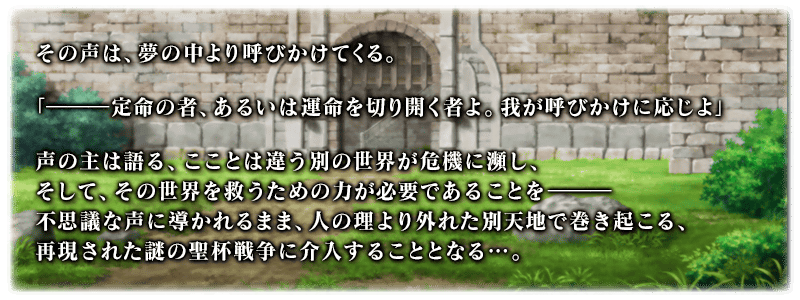 その声は、夢の中より呼びかけてくる。
「―――定命の者、あるいは運命を切り開く者よ。我が呼びかけに応じよ」
声の主は語る、こことは違う別の世界が危機に瀕し、
そして、その世界を救うための力が必要であることを―――
不思議な声に導かれるまま、人の理より外れた別天地で巻き起こる、
再現された謎の聖杯戦争に介入することとなる…。